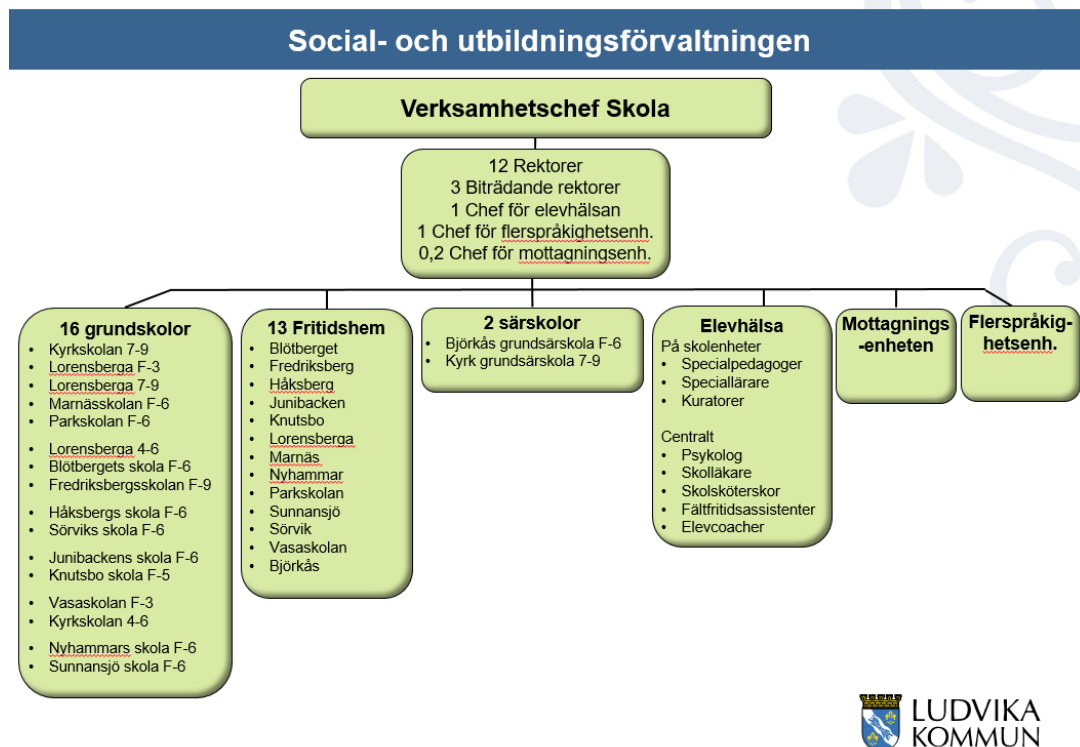 Social- och utbildningsförvaltningen
Verksamhetschef Skola
12 Rektorer
3 Biträdande rektorer
1 Chef för elevhälsan
1 Chef för flerspråkighetsenh.
0,2 Chef för mottagningsenh.
16 grundskolor
• Kyrkskolan 7-9
• Lorensberga F-3
• Lorensberga 7-9
• Marnässkolan F-6
• Parkskolan F-6
• Lorensberga 4-6
• Blötbergets skola F-6
• Fredriksbergsskolan F-9
• Håksbergs skola F-6
• Sörviks skola F-6
• Junibackens skola F-6
• Knutsbo skola F-5
• Vasaskolan F-3
• Kyrkskolan 4-6
• Nyhammars skola F-6
• Sunnansjö skola F-6
13 Fritidshem
• Blötberget
• Fredriksberg
• Håksberg
• Junibacken
• Knutsbo
• Lorensberga
• Marnäs
• Nyhammar
• Parkskolan
• Sunnansjö
• Sörvik
• Vasaskolan
• Björkås
2 särskolor
• Björkås grundsärskola F-6
• Kyrk grundsärskola 7-9
Elevhälsa
På skolenheter
• Specialpedagoger
• Speciallärare
• Kuratorer
Centralt
• Psykolog
• Skolläkare
• Skolsköterskor
• Fältfritidsassistenter
• Elevcoacher
Mottagnings
-enheten
Flerspråkig-
hetsenh.
LUDVIKA
KOMMUN